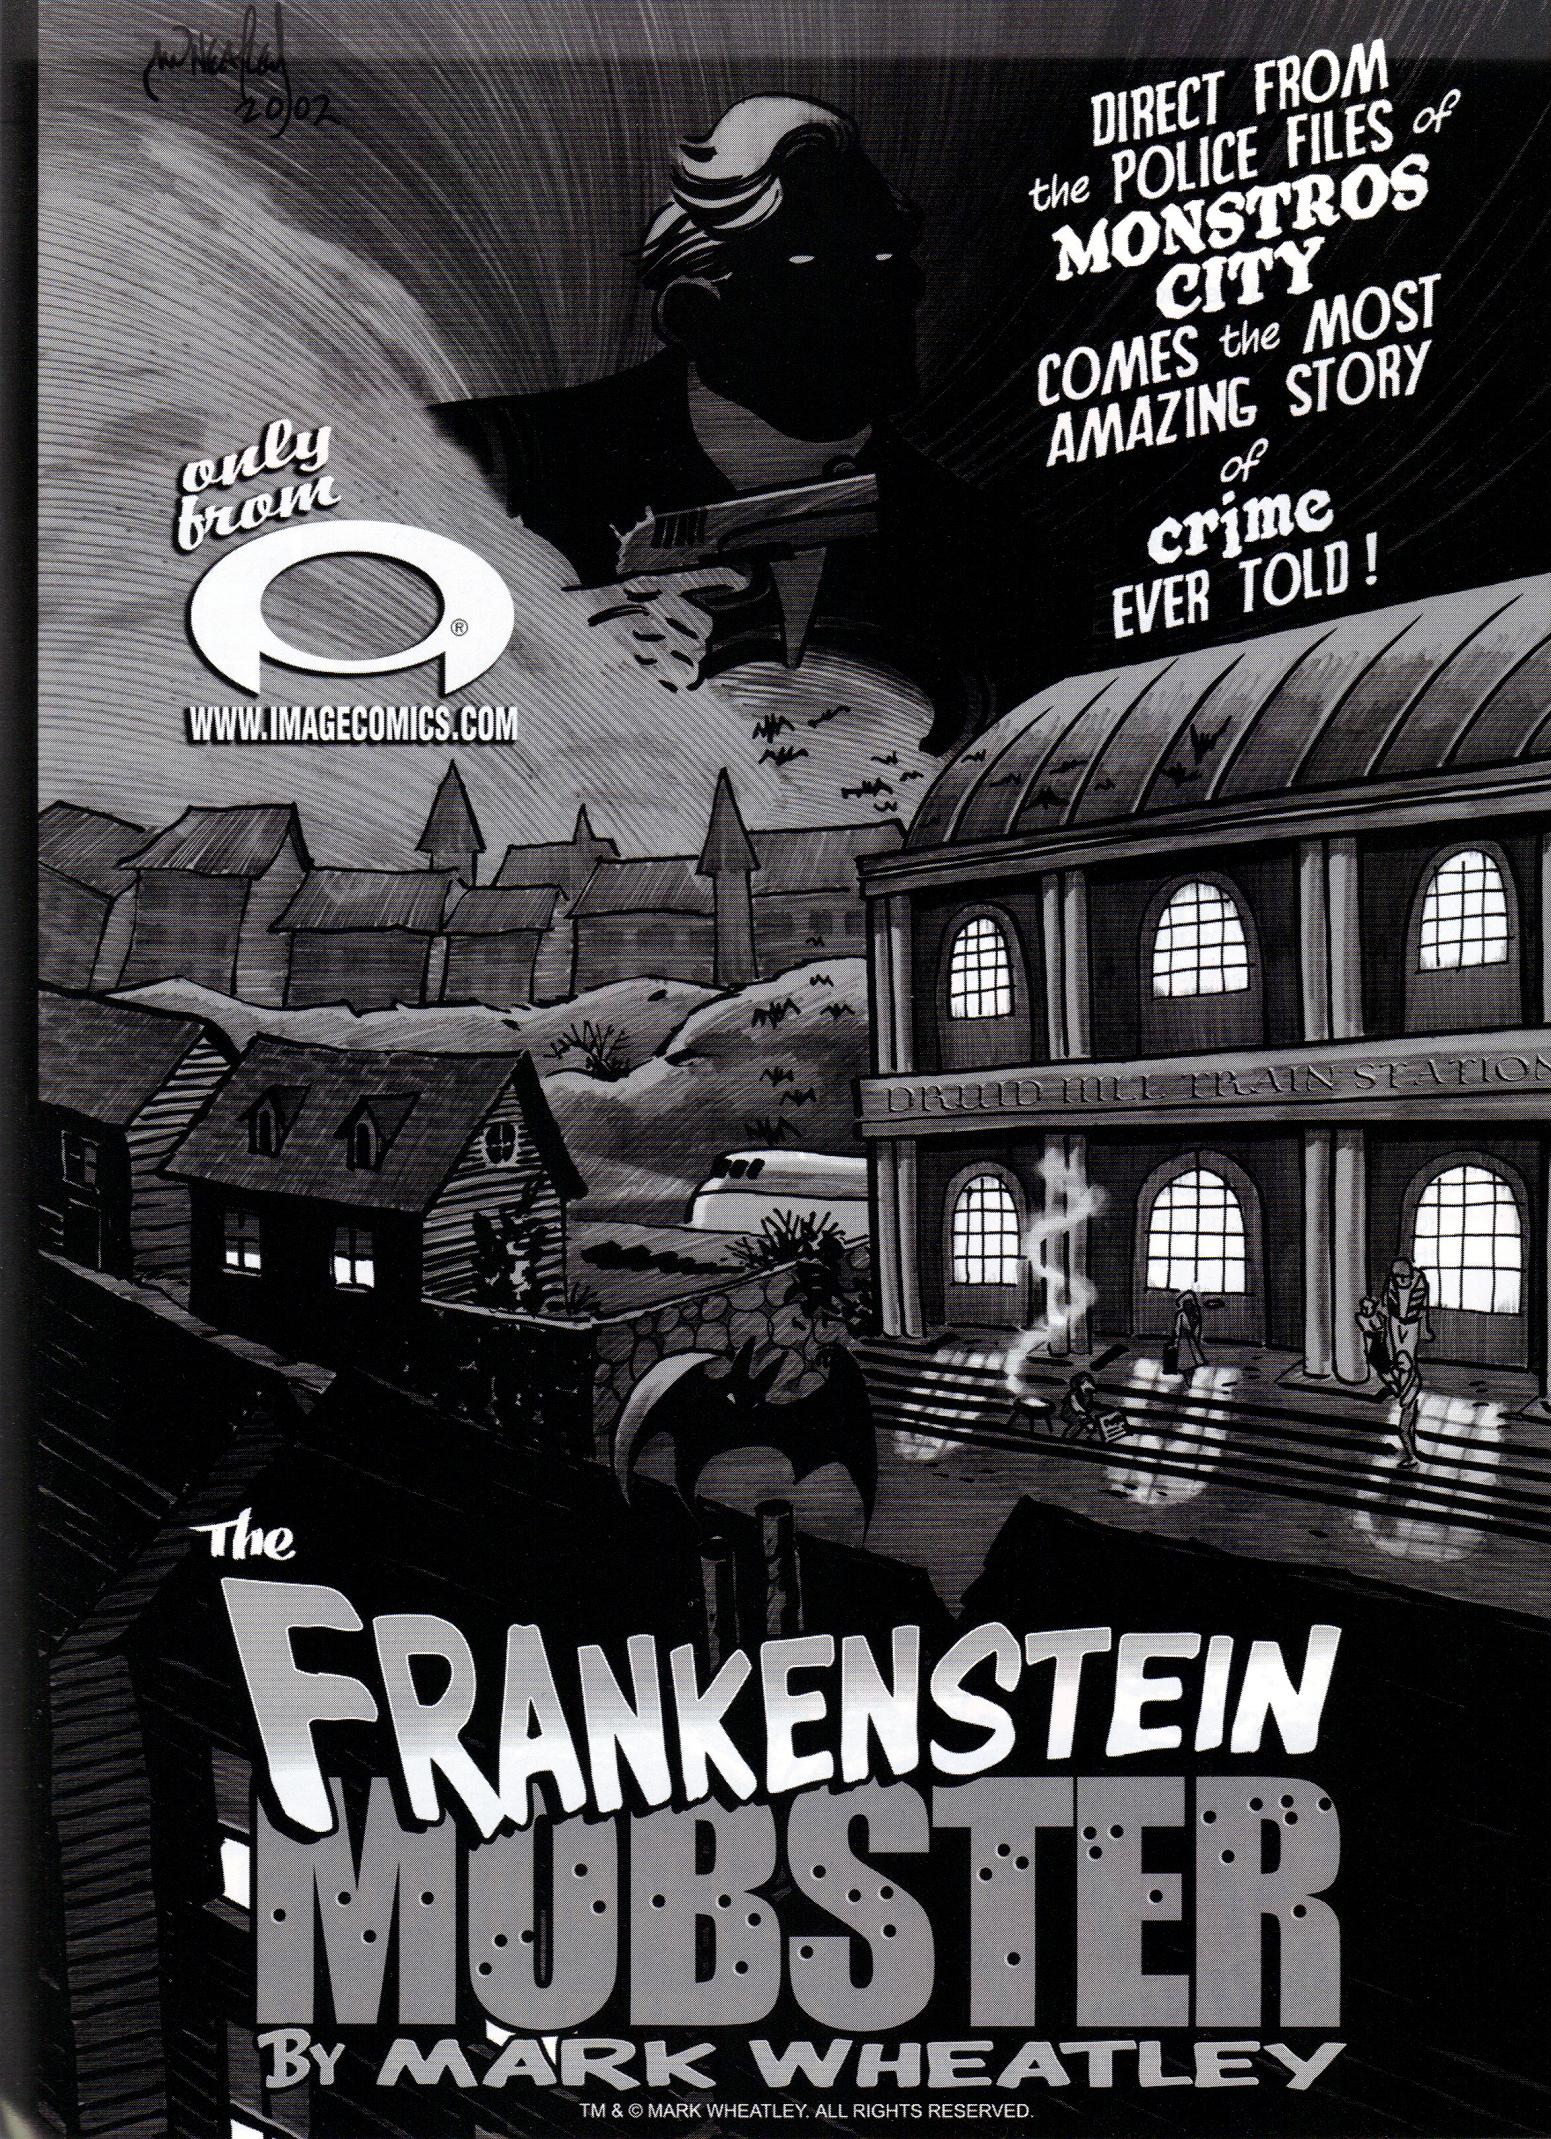 M Wheatley
2002
DIRECT FROM
the POLICE FILES of
MONSTROS
CITY
COMES the MOST
AMAZING STORY
of
crime
EVER TOLD!
only
from
®
WWW.IMAGECOMICS.COM
DRUID HILL TRAIN STATION
The
FRANKENSTEIN
MOBSTER
BY MARK WHEATLEY
TM & © MARK WHEATLEY. ALL RIGHTS RESERVED.